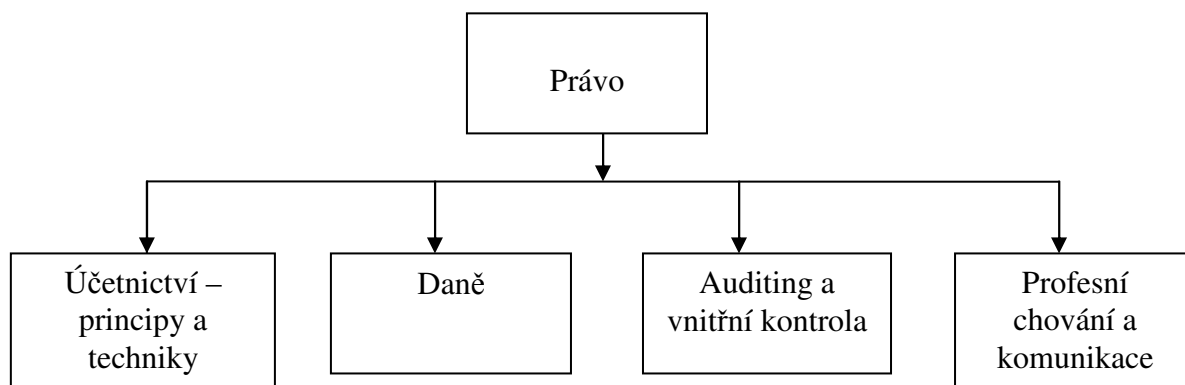 Právo
Účetnictví –
principy a
techniky
Daně
Auditing a
vnitřní kontrola
Profesní
chování a
komunikace